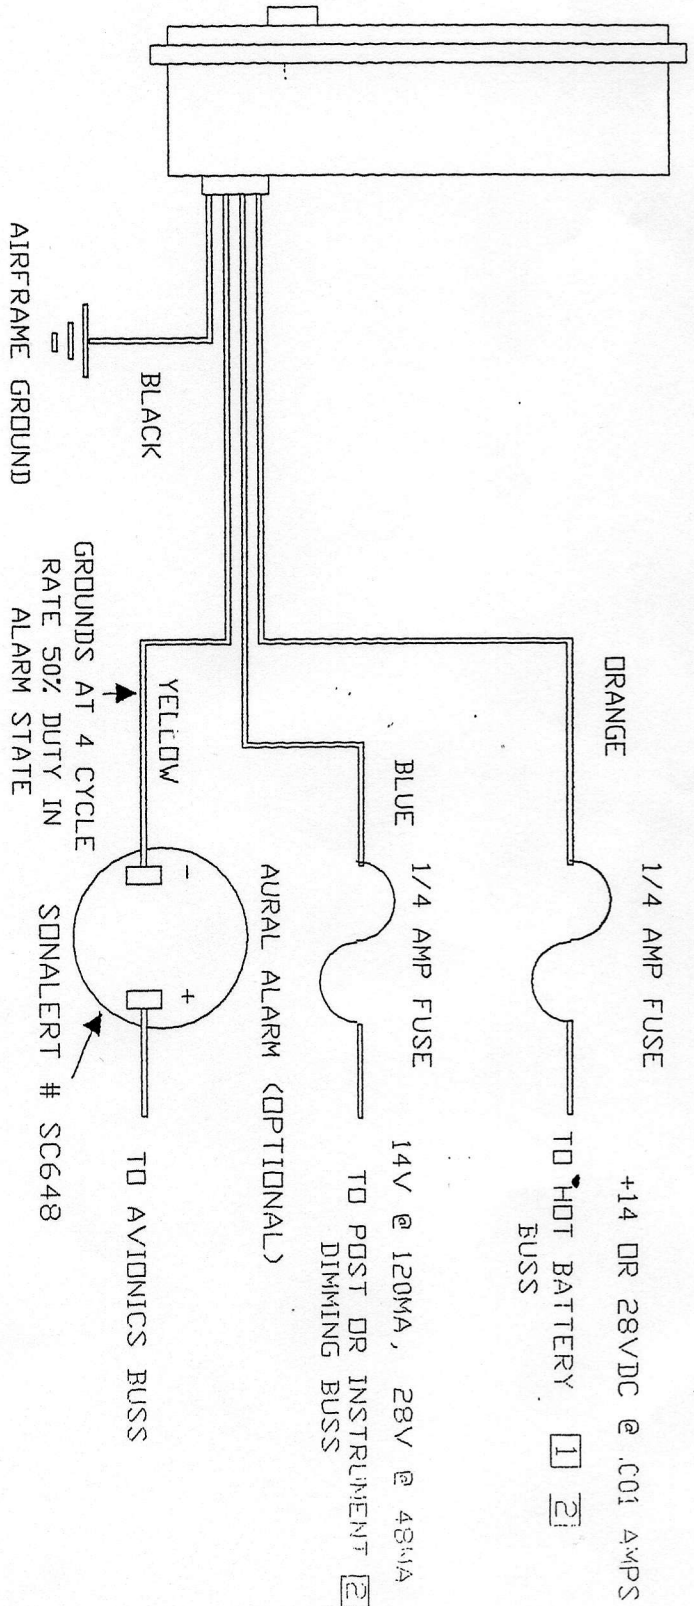 ORANGE
1/4 AMP FUSE
+14 OR 28VDC @ .001 AMPS
TO HOT BATTERY 1 2
BUSS
BLUE
1/4 AMP FUSE
14V @ 120MA, 28V @ 48MA
TO POST OR INSTRUMENT 2
DIMMING BUSS
BLACK
YELLOW
AURAL ALARM (OPTIONAL)
- +
TO AVIONICS BUSS
AIRFRAME GROUND
GROUNDS AT 4 CYCLE
RATE 50% DUTY IN
ALARM STATE
SONALERT # SC648